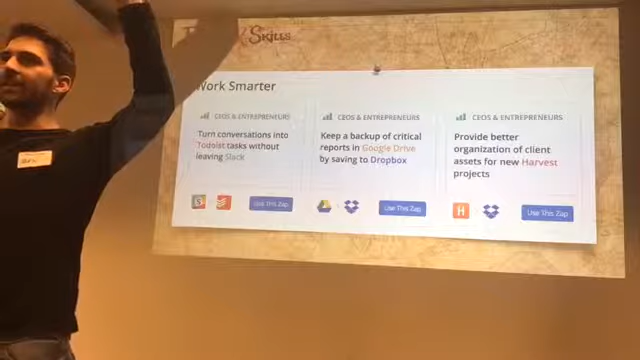 Skills
Work Smarter
CEOS & ENTREPRENEURS
Turn conversations into
Todoist tasks without
leaving Slack
Use This Zap
CEOS & ENTREPRENEURS
Keep a backup of critical
reports in Google Drive
by saving to Dropbox
Use This Zap
CEOS & ENTREPRENEURS
Provide better
organization of client
assets for new Harvest
projects
H
Use This Zap